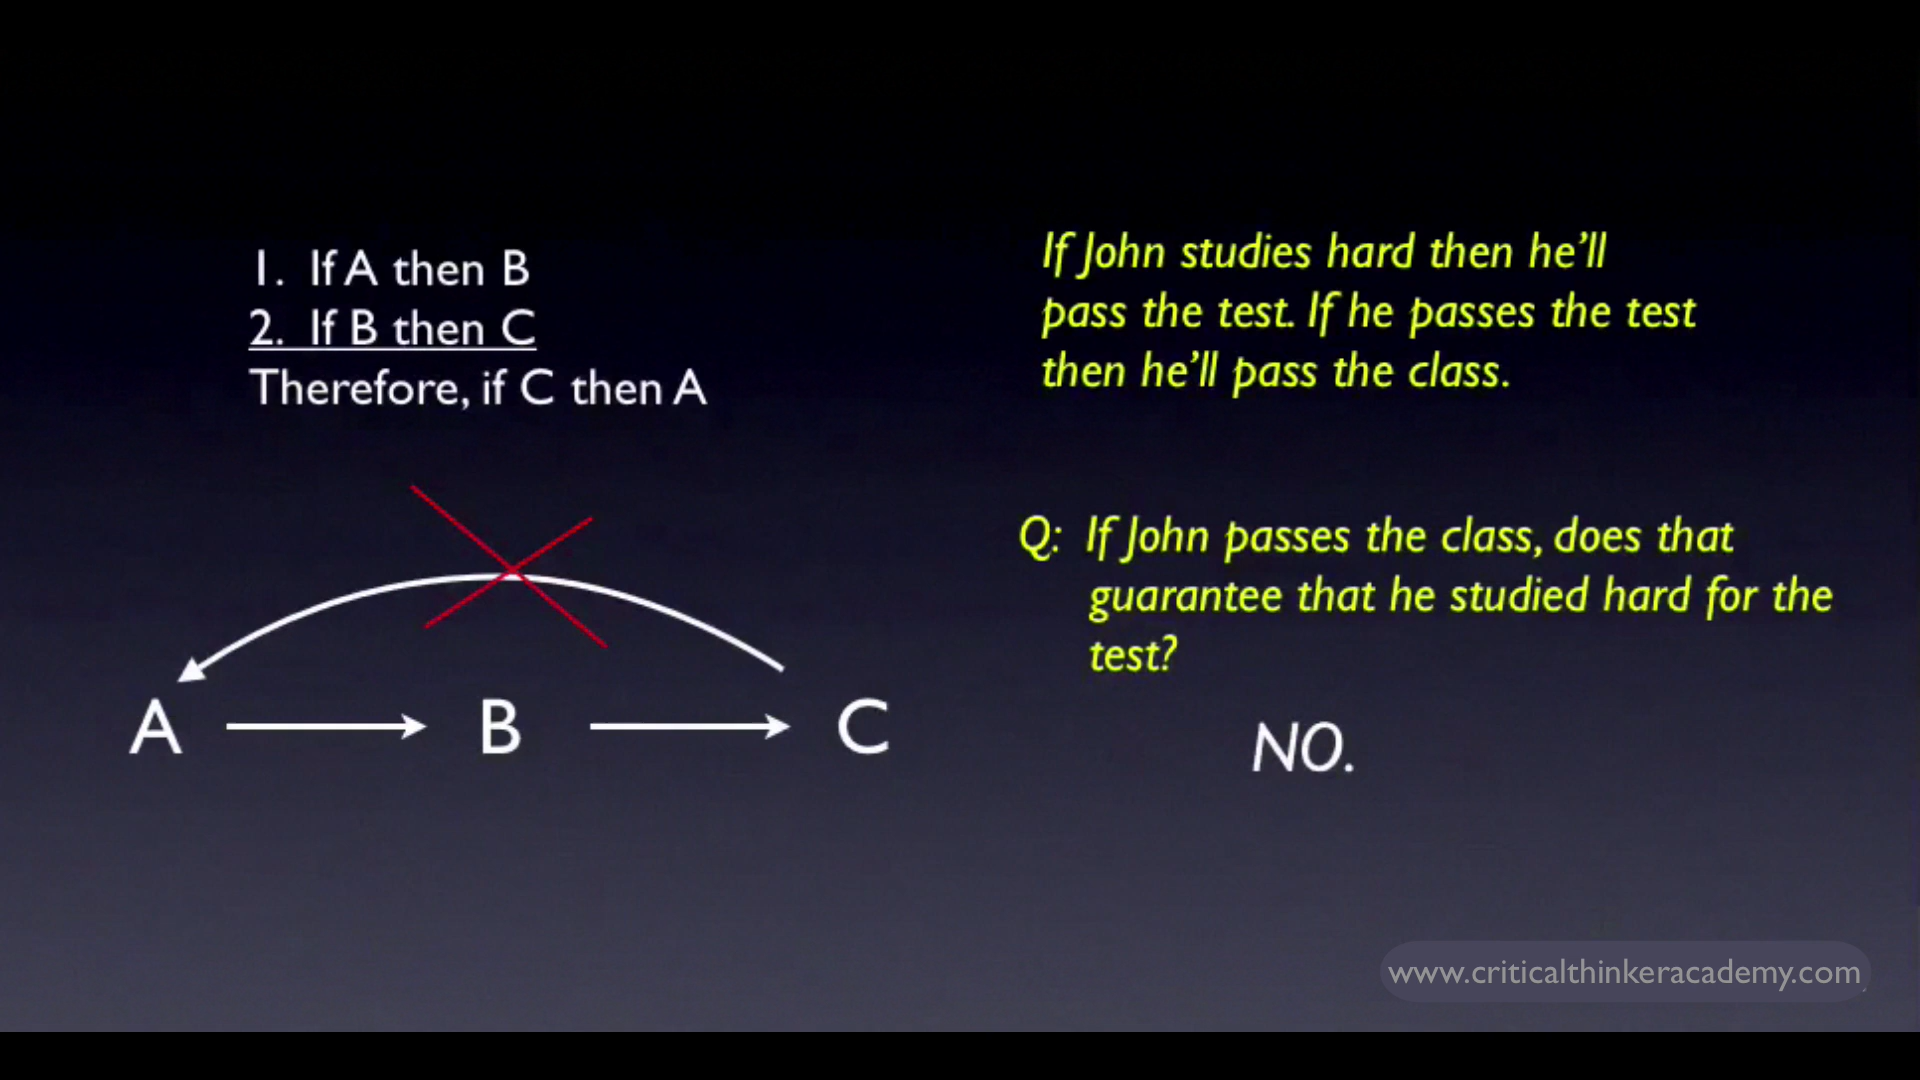 1. If A then B
2. If B then C
Therefore, if C then A
If John studies hard then he'll
pass the test. If he passes the test
then he'll pass the class.
Q: If John passes the class, does that
guarantee that he studied hard for the
test?
NO.
A B C
www.criticalthinkeracademy.com